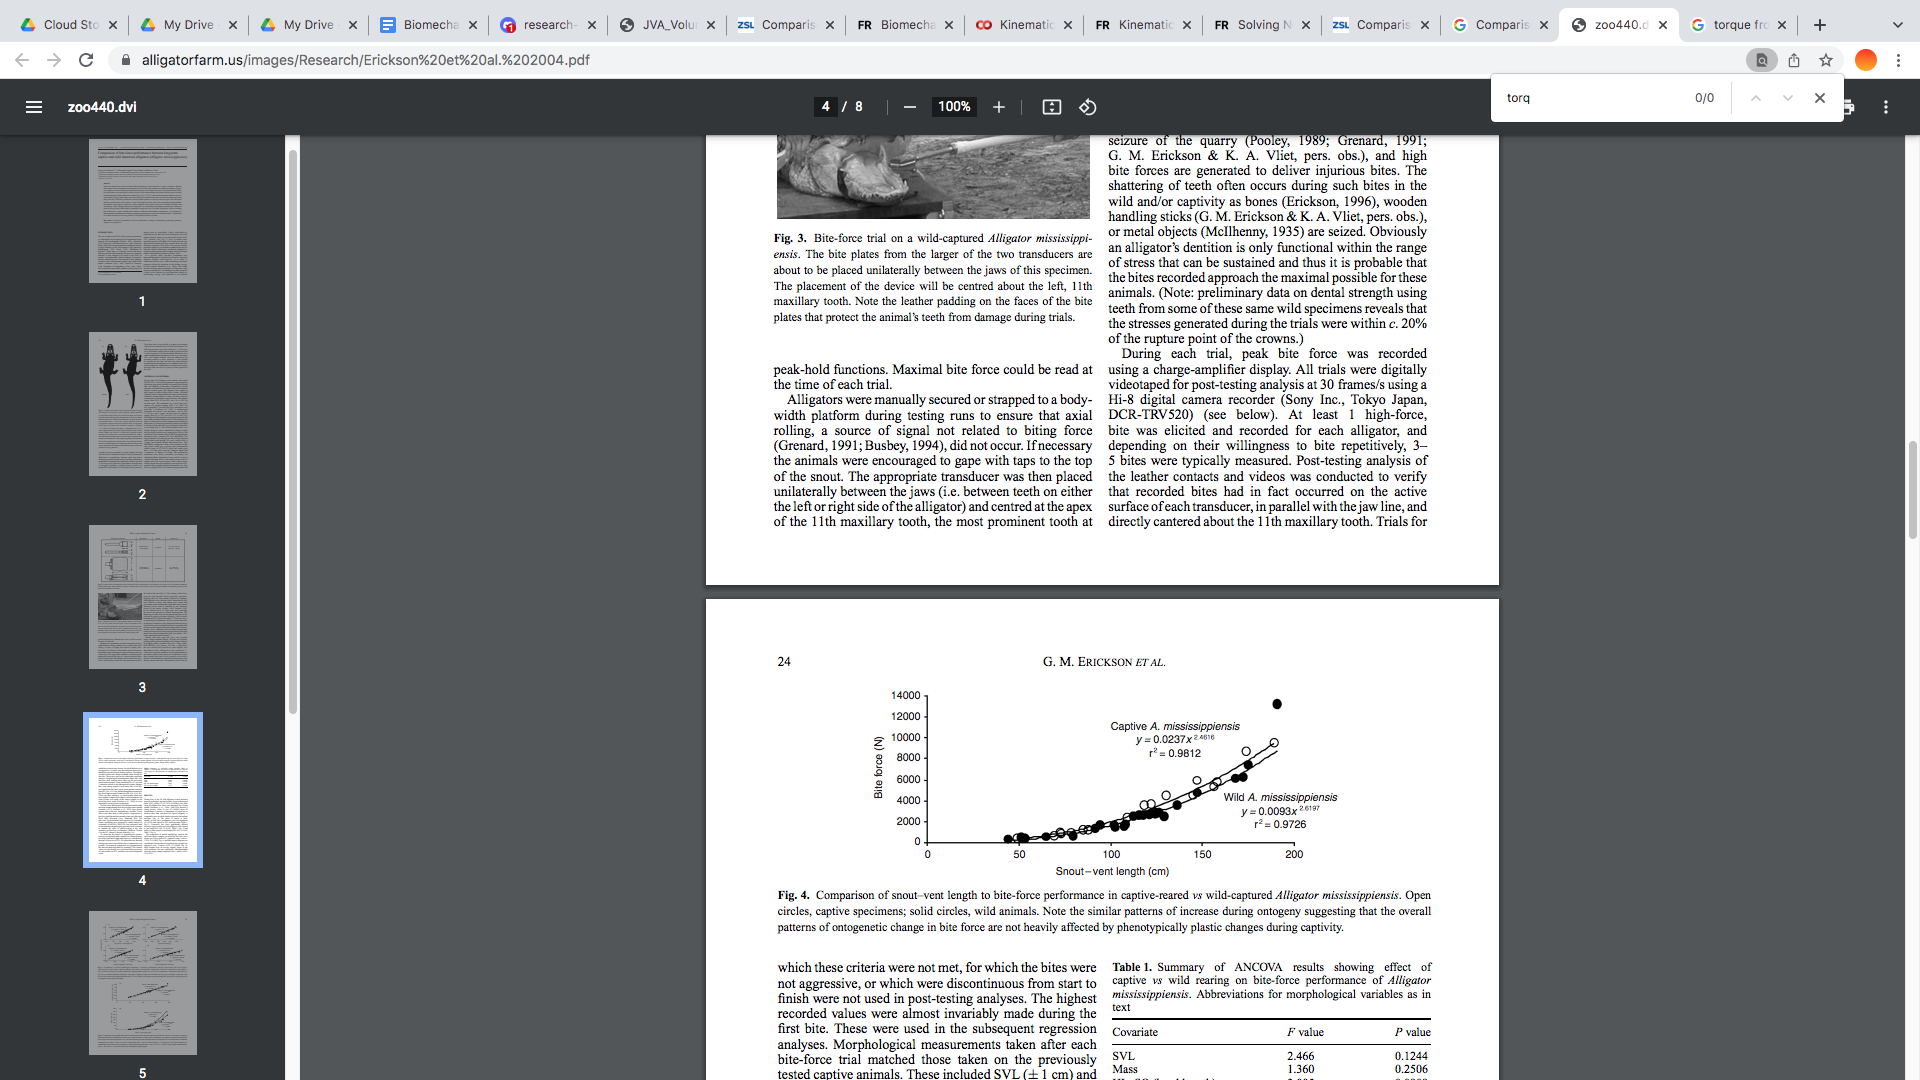 Cloud Sto
My Drive
My Drive
Biomecha
research-
JVA_Volu
ZSL Comparis
FR Biomecha
CO Kinematic
FR Kinematic
FR Solving N
ZSL Comparis
Comparis
zoo440.d
torque fro
alligatorfarm.us/images/Research/Erickson%20et%20al.%202004.pdf
zoo440.dvi
4 / 8
100%
torq
0/0
1
2
3
4
5
Fig. 3. Bite-force trial on a wild-captured Alligator mississippi-
ensis. The bite plates from the larger of the two transducers are
about to be placed unilaterally between the jaws of this specimen.
The placement of the device will be centred about the left, 11th
maxillary tooth. Note the leather padding on the faces of the bite
plates that protect the animal's teeth from damage during trials.
peak-hold functions. Maximal bite force could be read at
the time of each trial.
Alligators were manually secured or strapped to a body-
width platform during testing runs to ensure that axial
rolling, a source of signal not related to biting force
(Grenard, 1991; Busbey, 1994), did not occur. If necessary
the animals were encouraged to gape with taps to the top
of the snout. The appropriate transducer was then placed
unilaterally between the jaws (i.e. between teeth on either
the left or right side of the alligator) and centred at the apex
of the 11th maxillary tooth, the most prominent tooth at
seizure of the quarry (Pooley, 1989; Grenard, 1991;
G. M. Erickson & K. A. Vliet, pers. obs.), and high
bite forces are generated to deliver injurious bites. The
shattering of teeth often occurs during such bites in the
wild and/or captivity as bones (Erickson, 1996), wooden
handling sticks (G. M. Erickson & K. A. Vliet, pers. obs.),
or metal objects (McIlhenny, 1935) are seized. Obviously
an alligator's dentition is only functional within the range
of stress that can be sustained and thus it is probable that
the bites recorded approach the maximal possible for these
animals. (Note: preliminary data on dental strength using
teeth from some of these same wild specimens reveals that
the stresses generated during the trials were within c. 20%
of the rupture point of the crowns.)
During each trial, peak bite force was recorded
using a charge-amplifier display. All trials were digitally
videotaped for post-testing analysis at 30 frames/s using a
Hi-8 digital camera recorder (Sony Inc., Tokyo Japan,
DCR-TRV520) (see below). At least 1 high-force,
bite was elicited and recorded for each alligator, and
depending on their willingness to bite repetitively, 3–
5 bites were typically measured. Post-testing analysis of
the leather contacts and videos was conducted to verify
that recorded bites had in fact occurred on the active
surface of each transducer, in parallel with the jaw line, and
directly cantered about the 11th maxillary tooth. Trials for
24
G. M. ERICKSON ET AL.
14000
12000
10000
8000
6000
4000
2000
0
Bite force (N)
Captive A. mississippiensis
y = 0.0237x 2.4616
r² = 0.9812
Wild A. mississippiensis
y = 0.0093x 2.6197
r² = 0.9726
0 50 100 150 200
Snout–vent length (cm)
Fig. 4. Comparison of snout–vent length to bite-force performance in captive-reared vs wild-captured Alligator mississippiensis. Open
circles, captive specimens; solid circles, wild animals. Note the similar patterns of increase during ontogeny suggesting that the overall
patterns of ontogenetic change in bite force are not heavily affected by phenotypically plastic changes during captivity.
which these criteria were not met, for which the bites were
not aggressive, or which were discontinuous from start to
finish were not used in post-testing analyses. The highest
recorded values were almost invariably made during the
first bite. These were used in the subsequent regression
analyses. Morphological measurements taken after each
bite-force trial matched those taken on the previously
tested captive animals. These included SVL (± 1 cm) and
Table 1. Summary of ANCOVA results showing effect of
captive vs wild rearing on bite-force performance of Alligator
mississippiensis. Abbreviations for morphological variables as in
text
Covariate F value P value
SVL 2.466 0.1244
Mass 1.360 0.2506